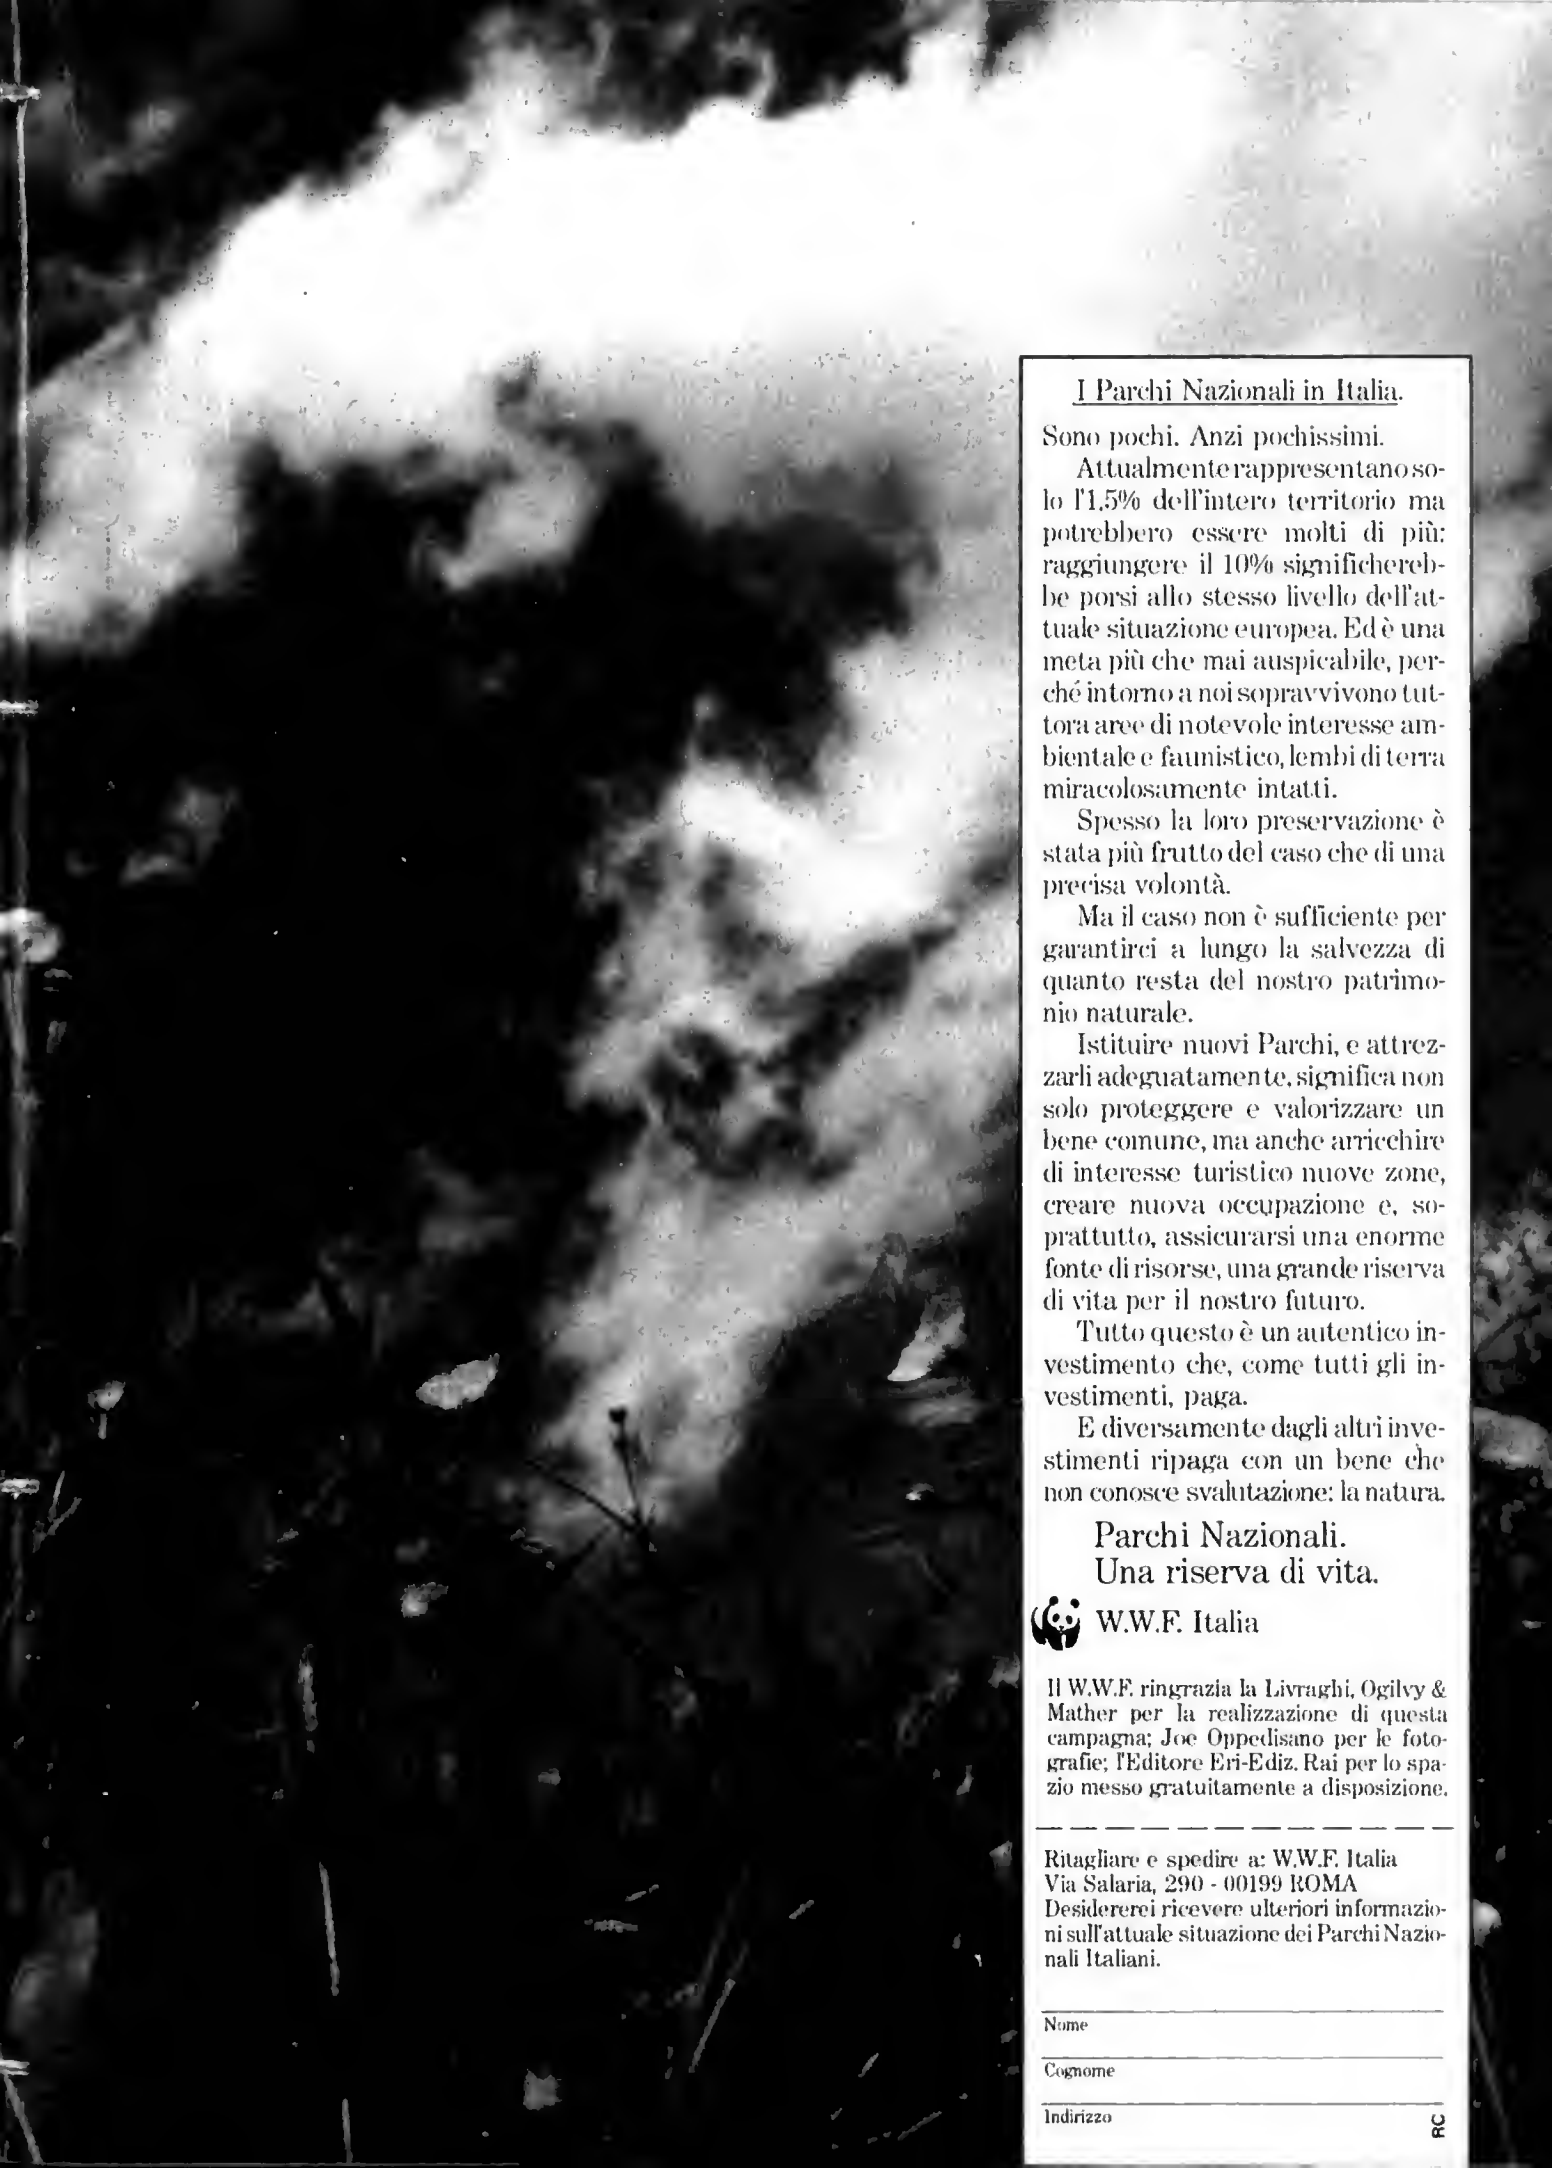 I Parchi Nazionali in Italia.
Sono pochi. Anzi pochissimi.
Attualmente rappresentano so-
lo l'1,5% dell'intero territorio ma
potrebbero essere molti di più:
raggiungere il 10% significhereb-
be porsi allo stesso livello dell'at-
tuale situazione europea. Ed è una
meta più che mai auspicabile, per-
ché intorno a noi sopravvivono tut-
tora aree di notevole interesse am-
bientale e faunistico, lembi di terra
miracolosamente intatti.
Spesso la loro preservazione è
stata più frutto del caso che di una
precisa volontà.
Ma il caso non è sufficiente per
garantirci a lungo la salvezza di
quanto resta del nostro patrimo-
nio naturale.
Istituire nuovi Parchi, e attrez-
zarli adeguatamente, significa non
solo proteggere e valorizzare un
bene comune, ma anche arricchire
di interesse turistico nuove zone,
creare nuova occupazione e, so-
prattutto, assicurarsi una enorme
fonte di risorse, una grande riserva
di vita per il nostro futuro.
Tutto questo è un autentico in-
vestimento che, come tutti gli in-
vestimenti, paga.
E diversamente dagli altri inve-
stimenti ripaga con un bene che
non conosce svalutazione: la natura.
Parchi Nazionali.
Una riserva di vita.
W.W.F. Italia
Il W.W.F. ringrazia la Livraghi, Ogilvy &
Mather per la realizzazione di questa
campagna; Joe Oppedisano per le foto-
grafie; l'Editore Eri-Ediz. Rai per lo spa-
zio messo gratuitamente a disposizione.
Ritagliare e spedire a: W.W.F. Italia
Via Salaria, 290 - 00199 ROMA
Desidererei ricevere ulteriori informazio-
ni sull'attuale situazione dei Parchi Nazio-
nali Italiani.
Nome
Cognome
Indirizzo
RC